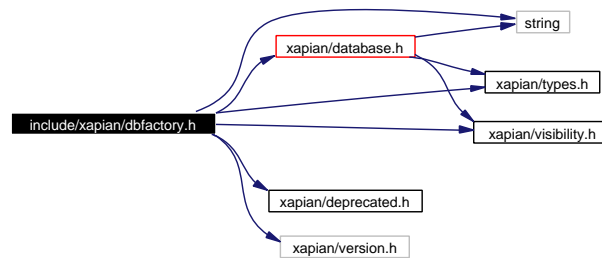 string
xapian/database.h
xapian/types.h
include/xapian/dbfactory.h
xapian/visibility.h
xapian/deprecated.h
xapian/version.h